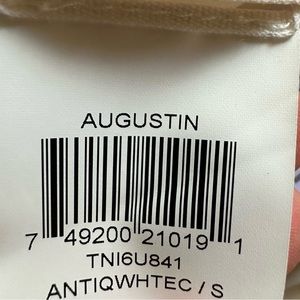 AUGUSTIN
7 49200 21019 1
TNI6U841
ANTIQWHTEC / S